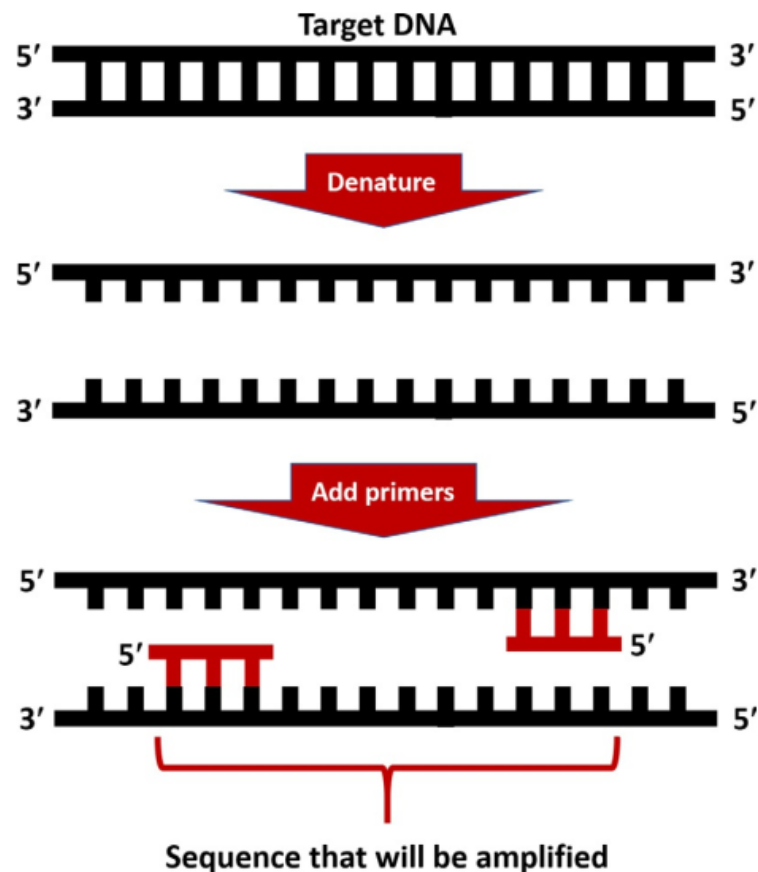 Target DNA
5′ 3′
3′ 5′
Denature
5′ 3′
3′ 5′
Add primers
5′ 3′
5′ 5′
3′ 5′
Sequence that will be amplified